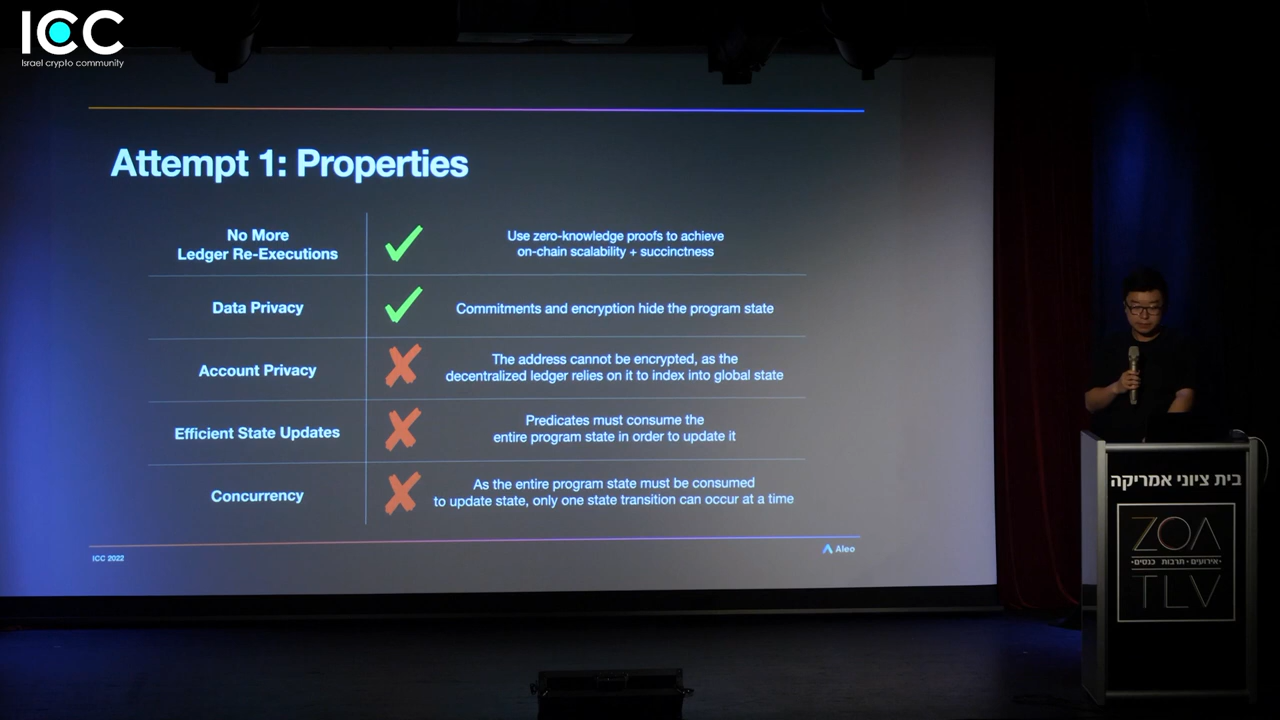 ICC
Israel crypto community
Attempt 1: Properties
No More
Ledger Re-Executions
Use zero-knowledge proofs to achieve
on-chain scalability + succinctness
Data Privacy
Commitments and encryption hide the program state
Account Privacy
The address cannot be encrypted, as the
decentralized ledger relies on it to index into global state
Efficient State Updates
Predicates must consume the
entire program state in order to update it
Concurrency
As the entire program state must be consumed
to update state, only one state transition can occur at a time
ICC 2022
Aleo
בית ציוני אמריקה
ZOA
•אירועים • תרבות כנסים•
TLV